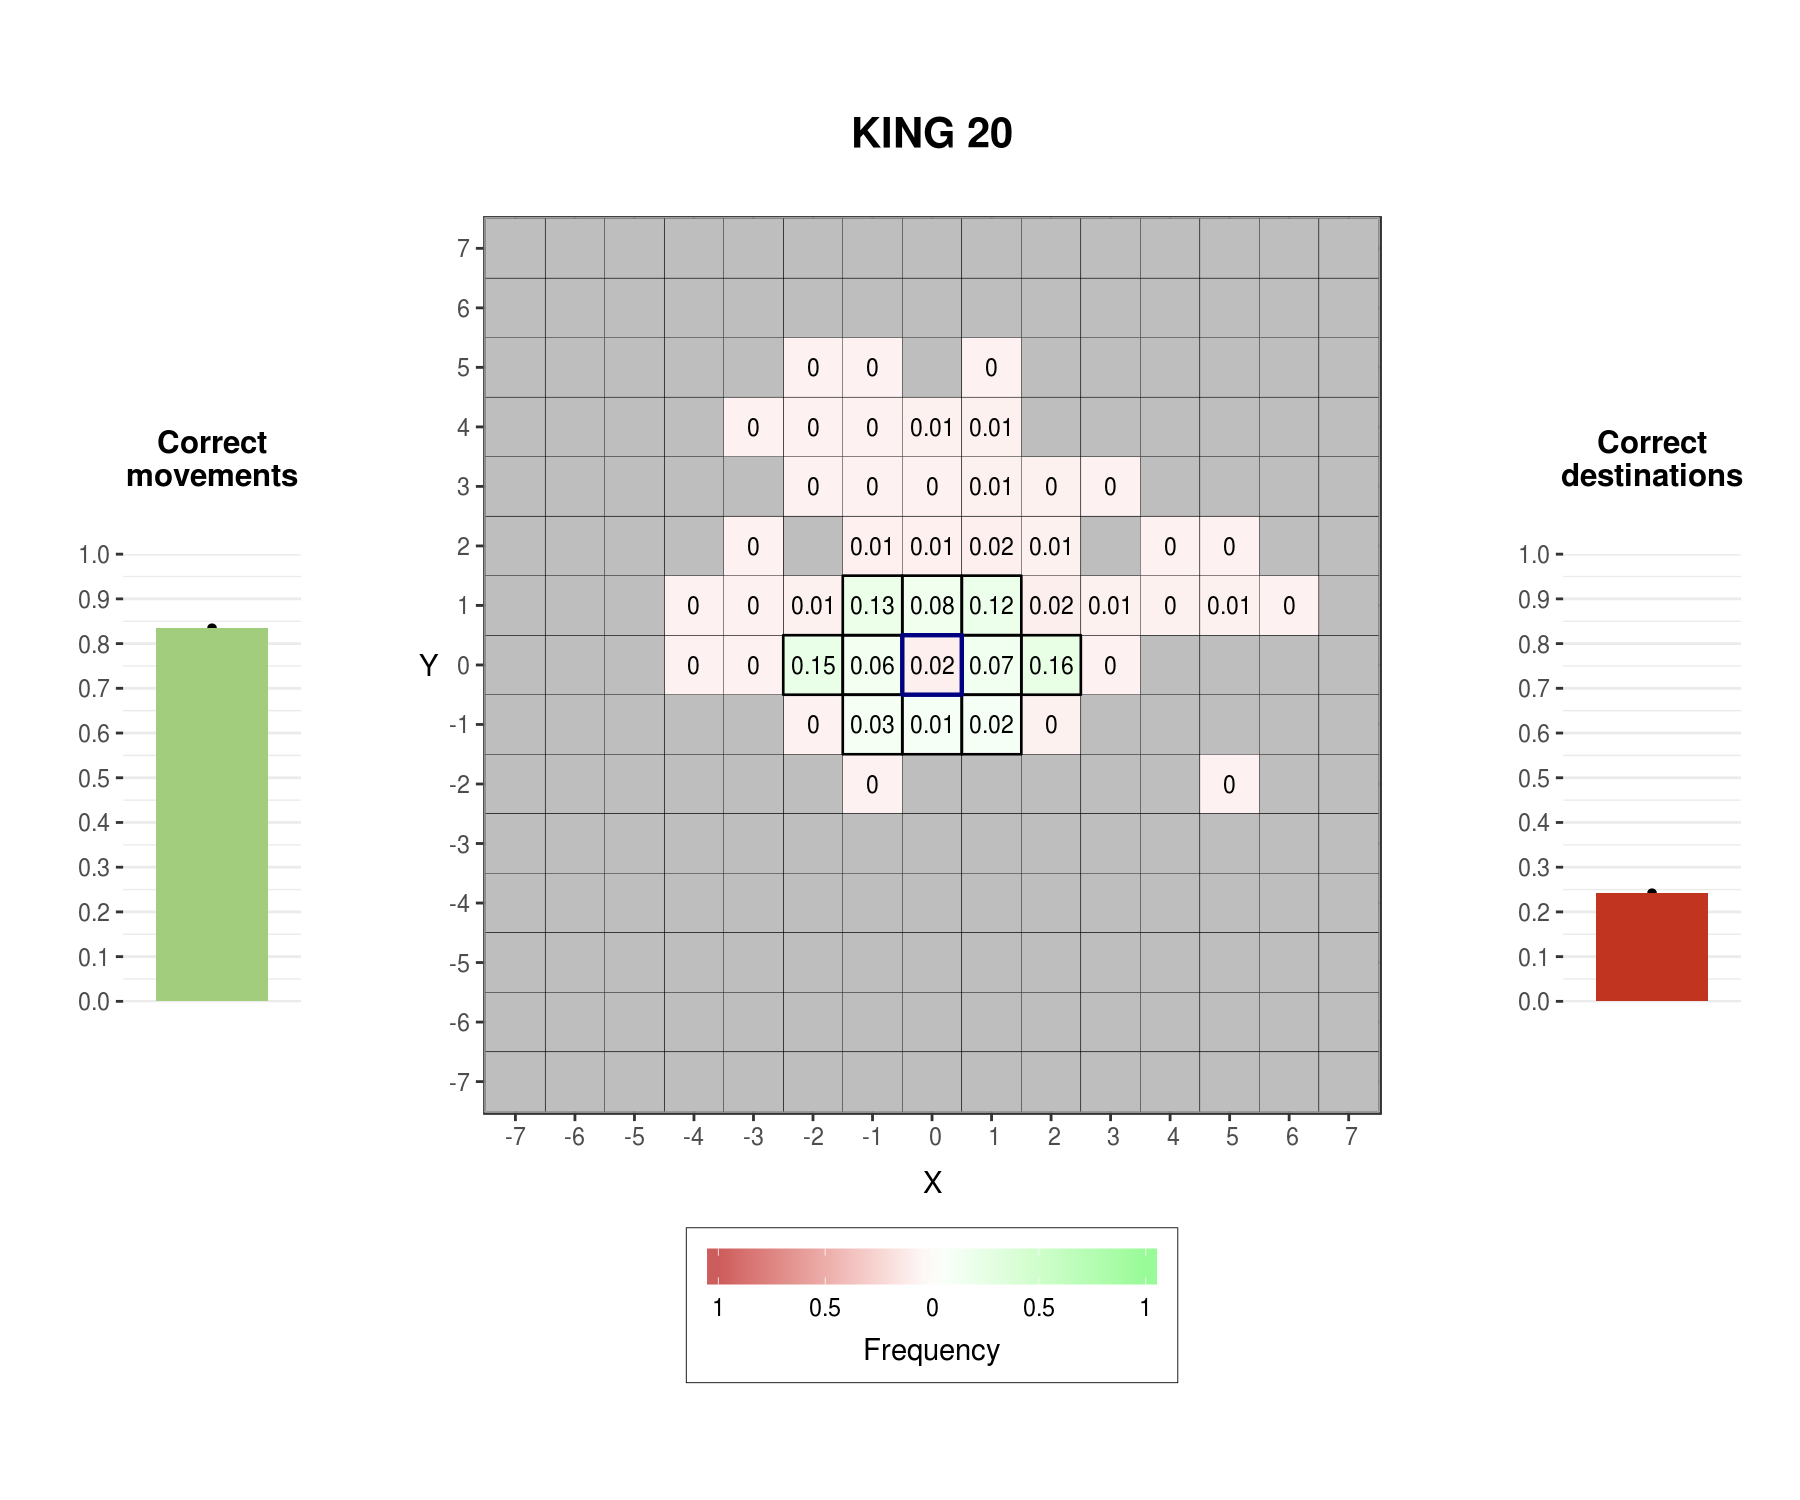 KING 20
Correct
movements
1.0
0.9
0.8
0.7
0.6
0.5
0.4
0.3
0.2
0.1
0.0
Y
7
6
5 0 0 0
4 0 0 0 0.01 0.01
3 0 0 0 0.01 0 0
2 0 0.01 0.01 0.02 0.01 0 0
1 0 0 0.01 0.13 0.08 0.12 0.02 0.01 0 0.01 0
0 0 0 0.15 0.06 0.02 0.07 0.16 0
-1 0 0.03 0.01 0.02 0
-2 0 0
-3
-4
-5
-6
-7
-7 -6 -5 -4 -3 -2 -1 0 1 2 3 4 5 6 7
X
1 0.5 0 0.5 1
Frequency
Correct
destinations
1.0
0.9
0.8
0.7
0.6
0.5
0.4
0.3
0.2
0.1
0.0